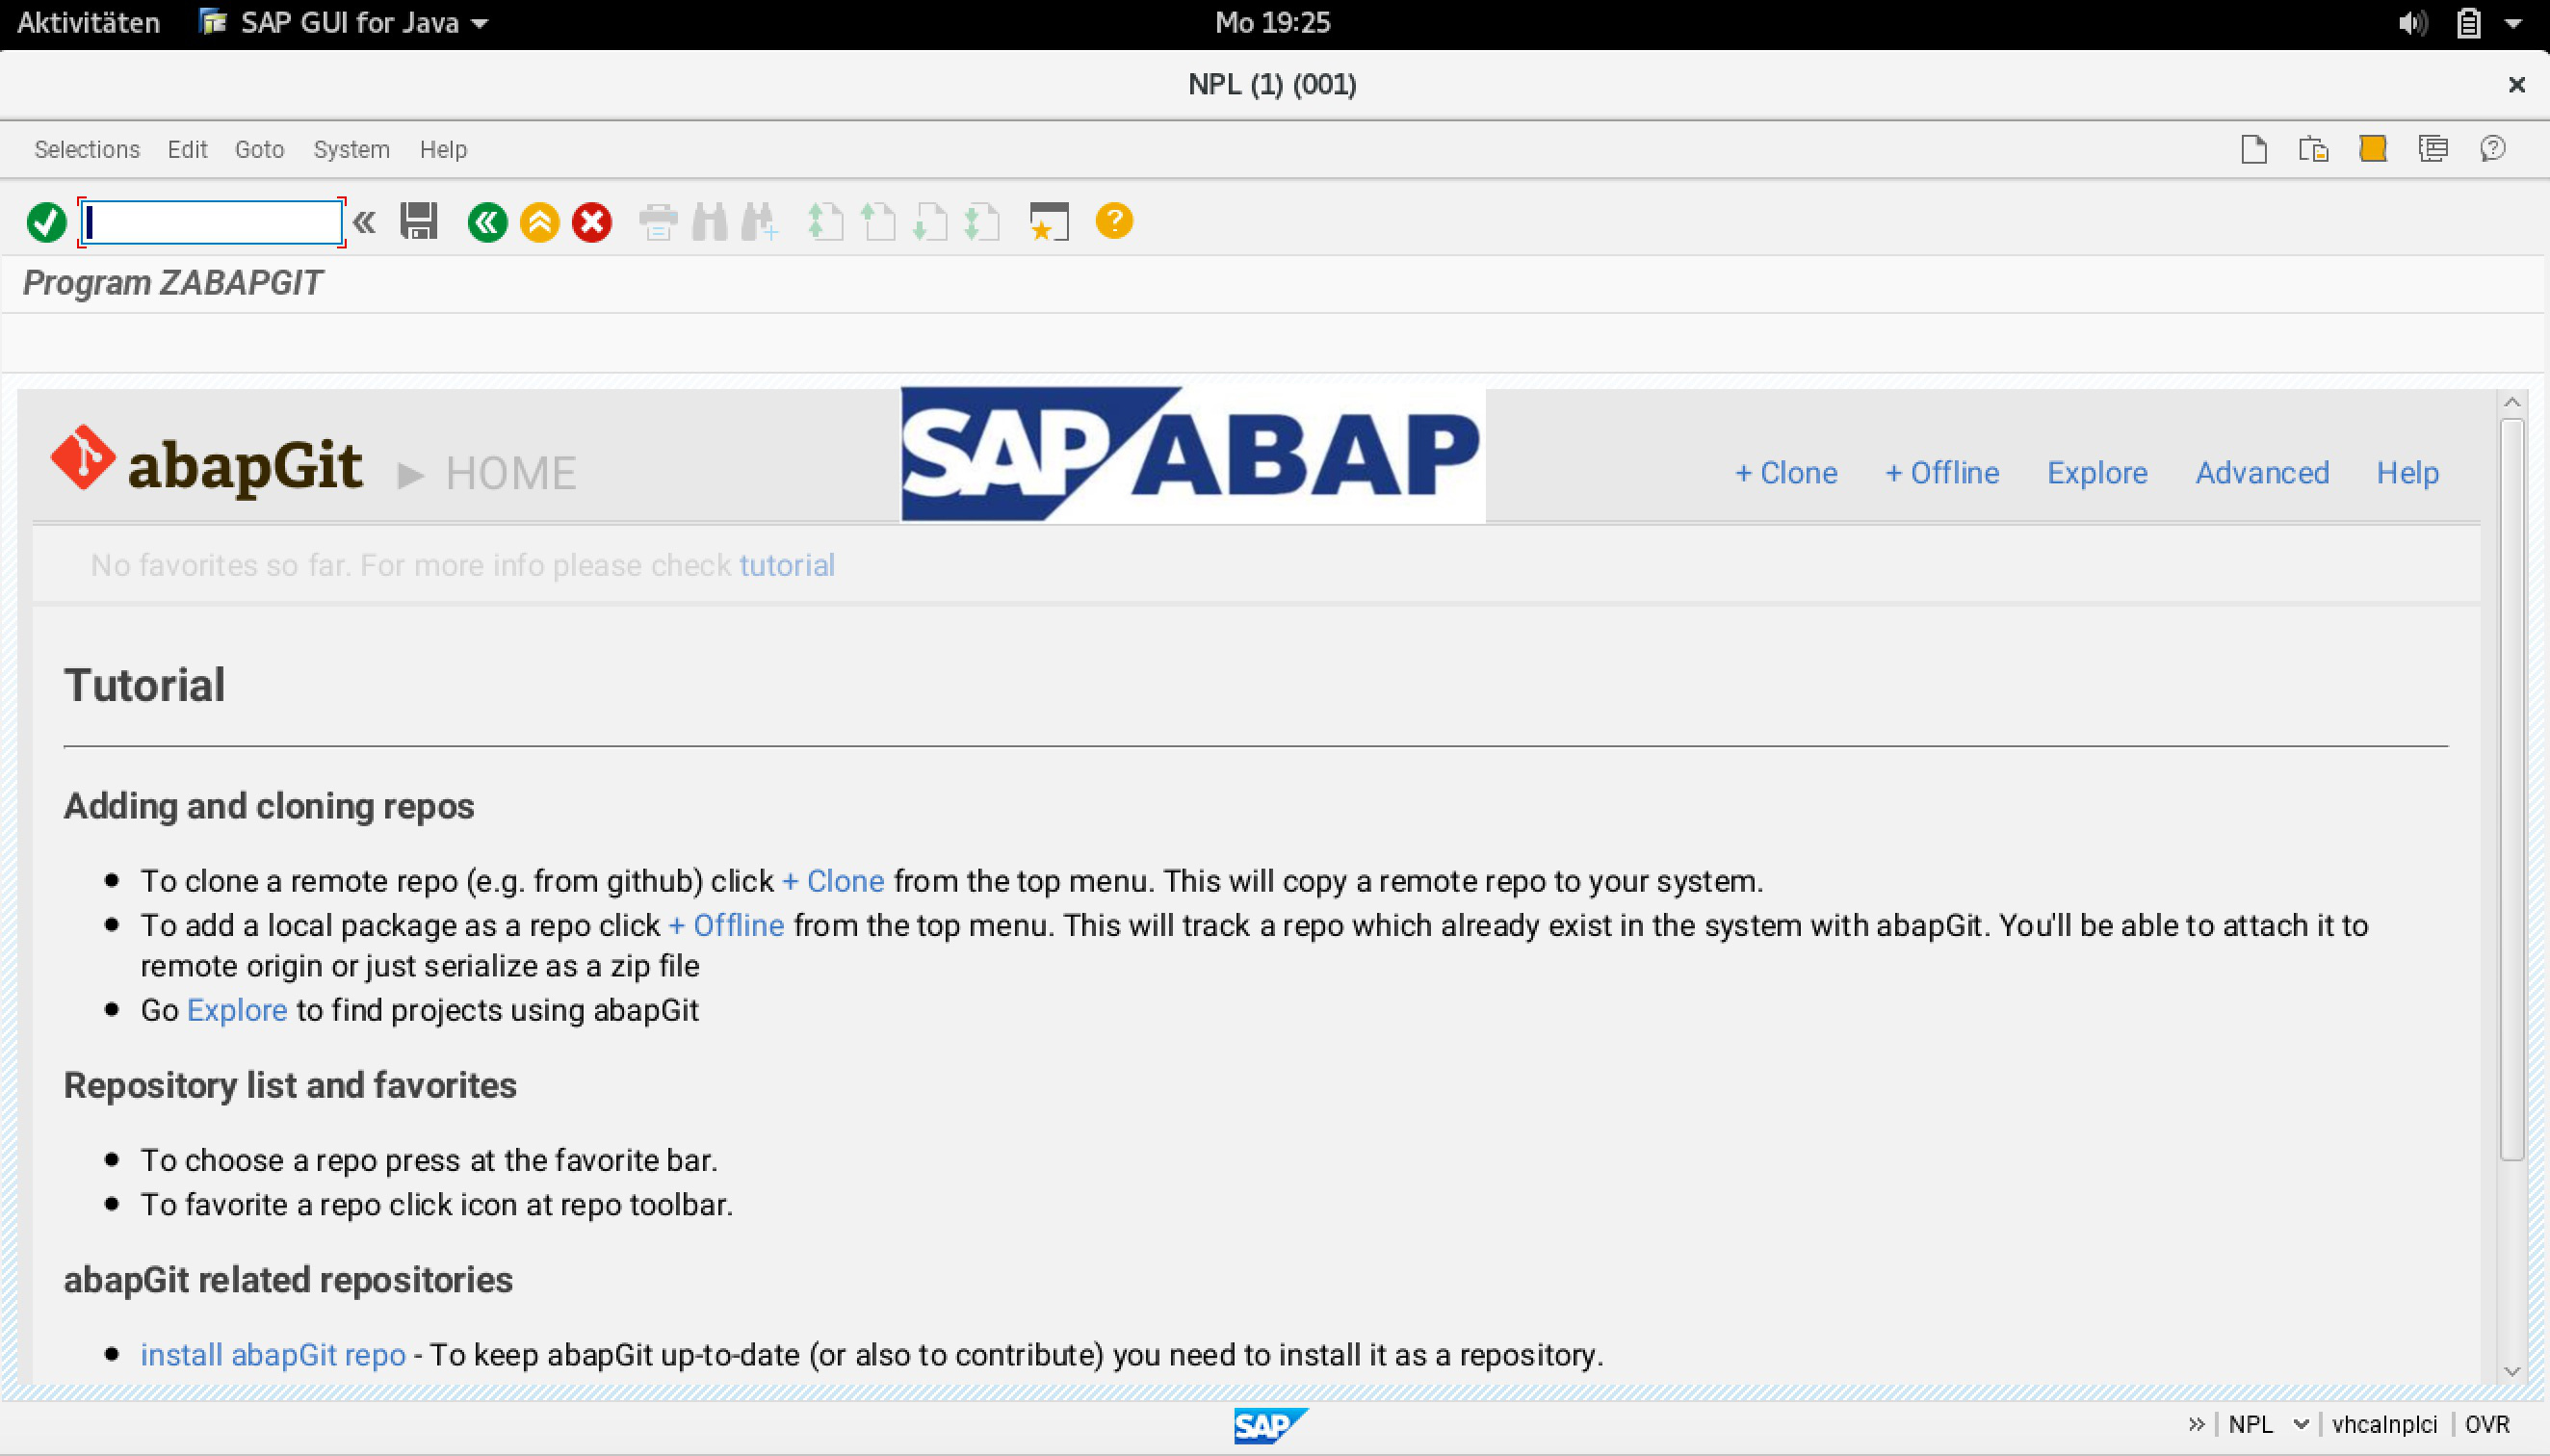 Aktivitäten SAP GUI for Java Mo 19:25
NPL (1) (001)
Selections Edit Goto System Help
Program ZABAPGIT
abapGit ► HOME SAP ABAP + Clone + Offline Explore Advanced Help
No favorites so far. For more info please check tutorial
Tutorial
Adding and cloning repos
• To clone a remote repo (e.g. from github) click + Clone from the top menu. This will copy a remote repo to your system.
• To add a local package as a repo click + Offline from the top menu. This will track a repo which already exist in the system with abapGit. You'll be able to attach it to
remote origin or just serialize as a zip file
• Go Explore to find projects using abapGit
Repository list and favorites
• To choose a repo press at the favorite bar.
• To favorite a repo click icon at repo toolbar.
abapGit related repositories
• install abapGit repo - To keep abapGit up-to-date (or also to contribute) you need to install it as a repository.
SAP » NPL vhcalnplci OVR